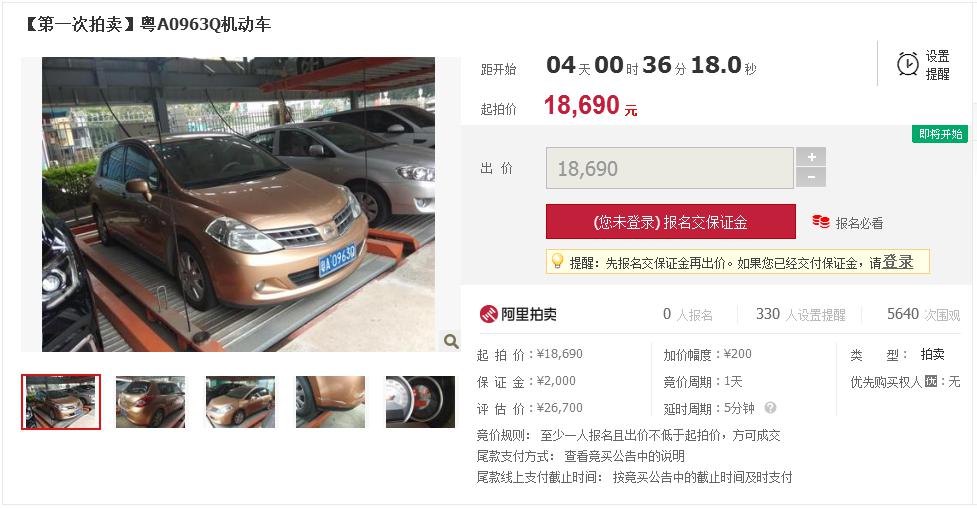 【第一次拍卖】粤A0963Q机动车
距开始 04天00时36分18.0秒
设置提醒
起拍价 18,690元
即将开始
出价 18,690 + −
(您未登录) 报名交保证金 报名必看
提醒：先报名交保证金再出价。如果您已经交付保证金，请登录
粤A·0963Q
阿里拍卖 0人报名 330人设置提醒 5640次围观
起拍价：¥18,690 加价幅度：¥200 类型：拍卖
保证金：¥2,000 竞价周期：1天 优先购买权人优：无
评估价：¥26,700 延时周期：5分钟 ?
竞价规则： 至少一人报名且出价不低于起拍价，方可成交
尾款支付方式： 查看竞买公告中的说明
尾款线上支付截止时间： 按竞买公告中的截止时间及时支付